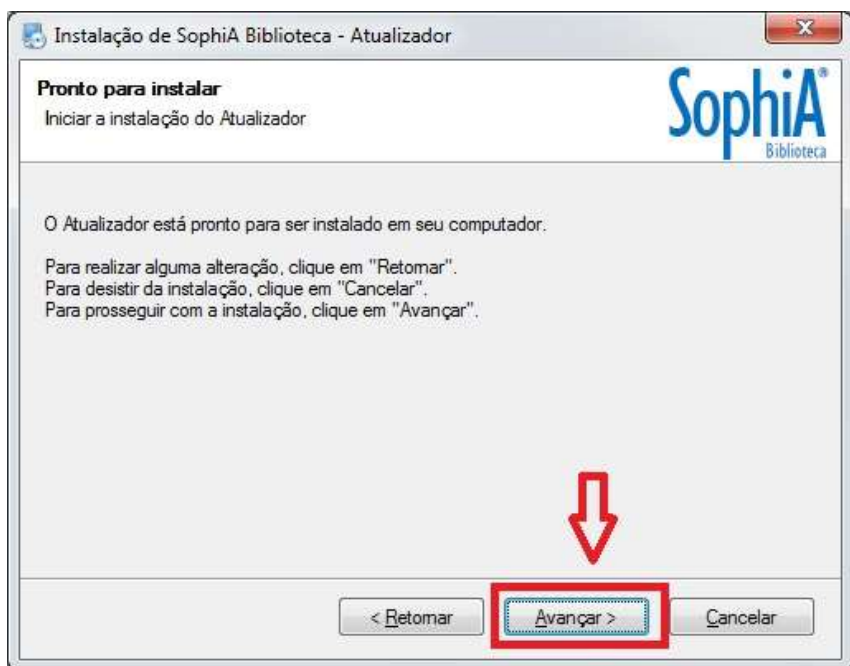 Instalação de SophiA Biblioteca - Atualizador
Pronto para instalar
Iniciar a instalação do Atualizador
SophiA®
Biblioteca
O Atualizador está pronto para ser instalado em seu computador.
Para realizar alguma alteração, clique em "Retornar".
Para desistir da instalação, clique em "Cancelar".
Para prosseguir com a instalação, clique em "Avançar".
< Retornar
Avançar >
Cancelar